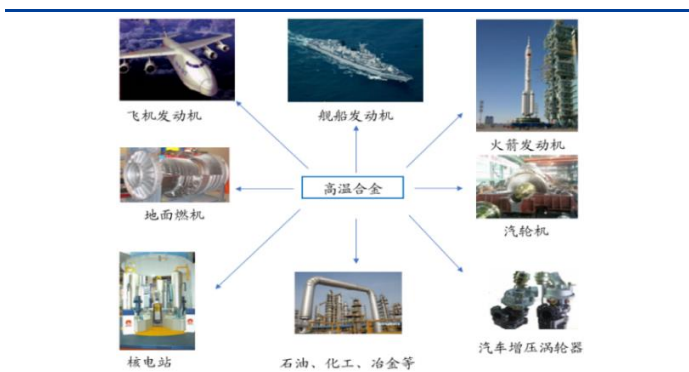 飞机发动机
舰船发动机
火箭发动机
高温合金
地面燃机
汽轮机
核电站
石油、化工、冶金等
汽车增压涡轮器